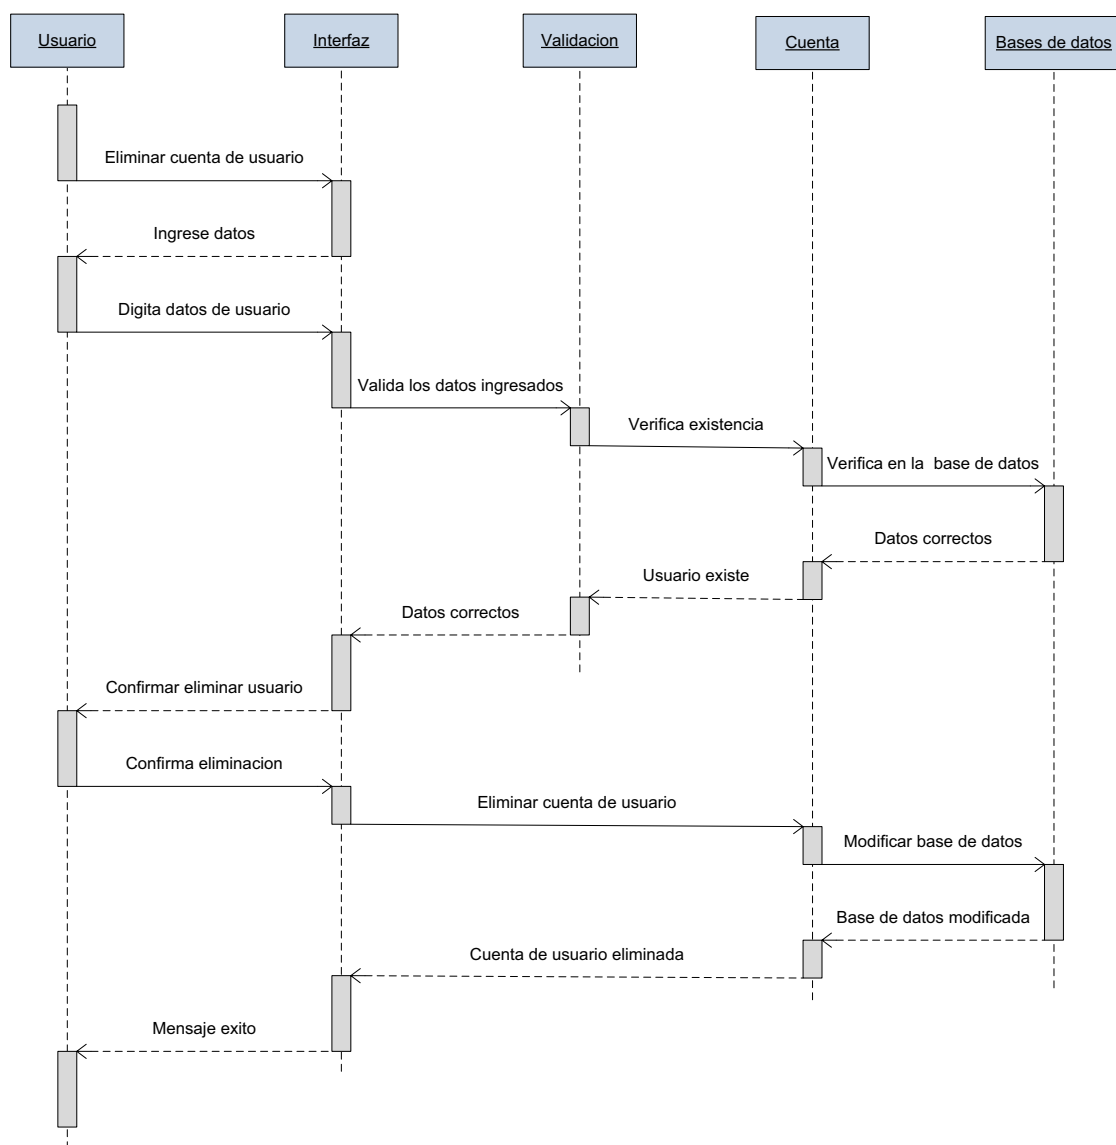 Usuario
Interfaz
Validacion
Cuenta
Bases de datos
Eliminar cuenta de usuario
Ingrese datos
Digita datos de usuario
Valida los datos ingresados
Verifica existencia
Verifica en la base de datos
Datos correctos
Usuario existe
Datos correctos
Confirmar eliminar usuario
Confirma eliminacion
Eliminar cuenta de usuario
Modificar base de datos
Base de datos modificada
Cuenta de usuario eliminada
Mensaje exito